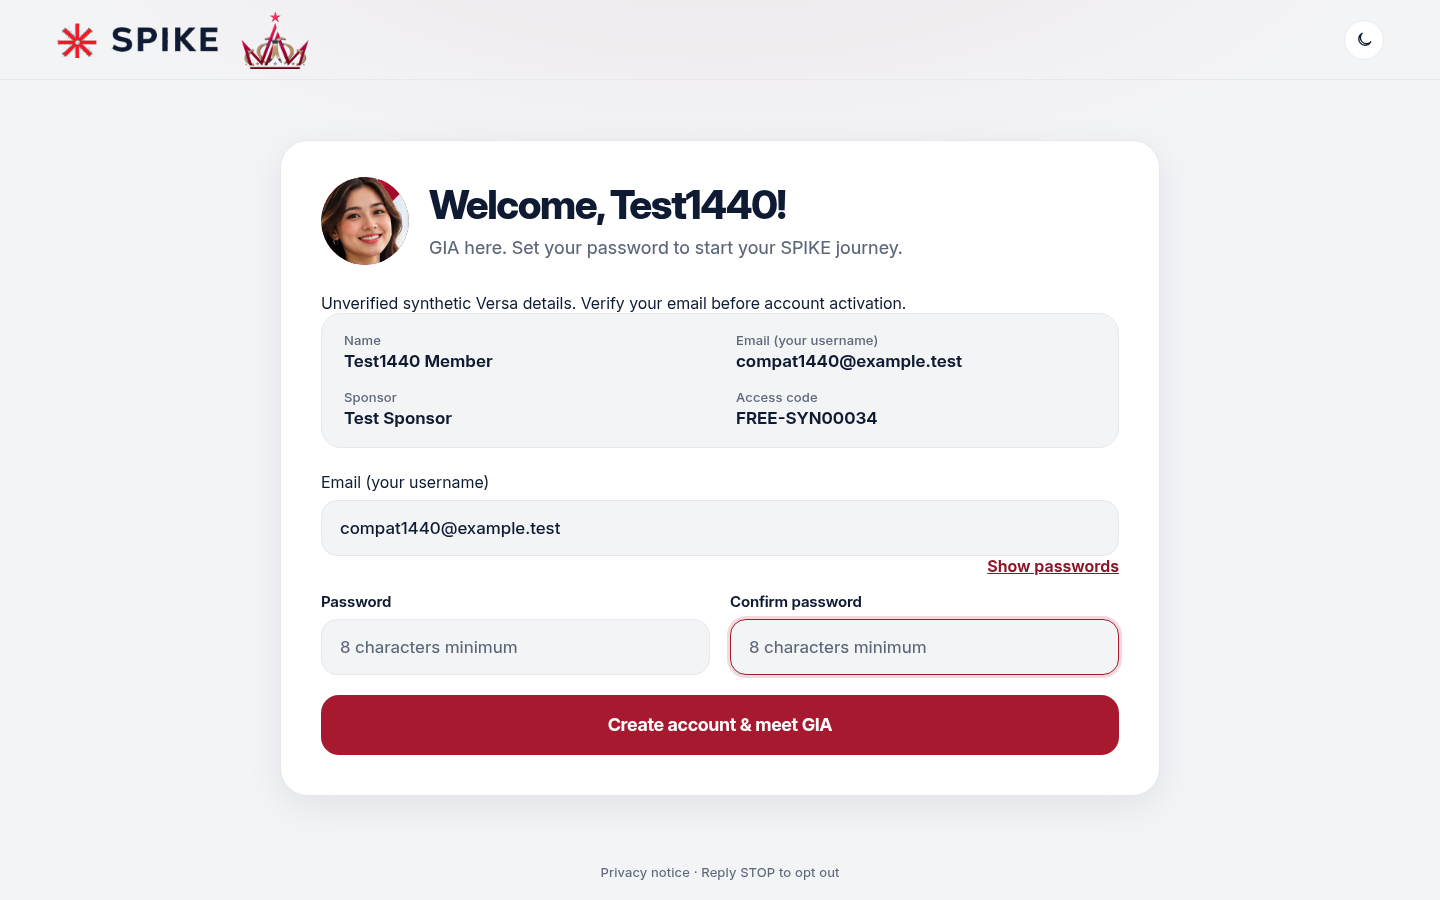 SPIKE
Welcome, Test1440!
GIA here. Set your password to start your SPIKE journey.
Unverified synthetic Versa details. Verify your email before account activation.
Name
Test1440 Member
Email (your username)
compat1440@example.test
Sponsor
Test Sponsor
Access code
FREE-SYN00034
Email (your username)
compat1440@example.test
Show passwords
Password
Confirm password
8 characters minimum
8 characters minimum
Create account & meet GIA
Privacy notice · Reply STOP to opt out